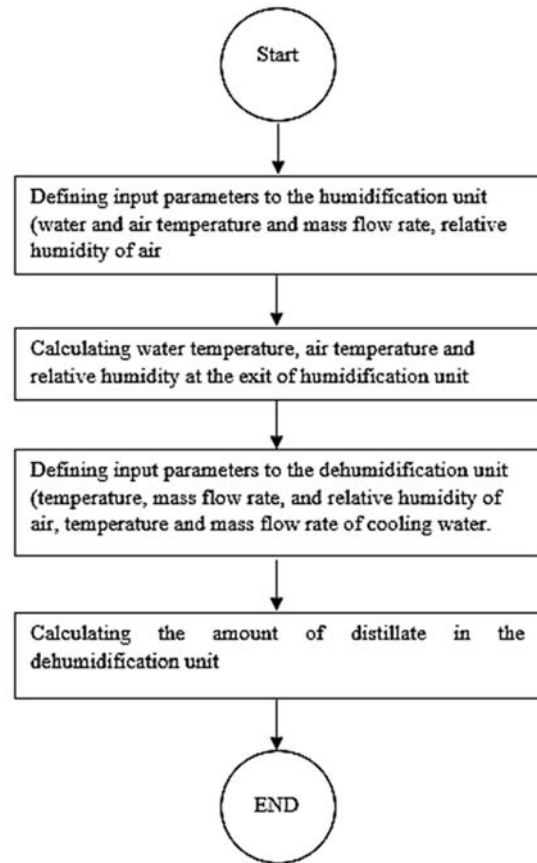 Start
Defining input parameters to the humidification unit
(water and air temperature and mass flow rate, relative
humidity of air
Calculating water temperature, air temperature and
relative humidity at the exit of humidification unit
Defining input parameters to the dehumidification unit
(temperature, mass flow rate, and relative humidity of
air, temperature and mass flow rate of cooling water.
Calculating the amount of distillate in the
dehumidification unit
END